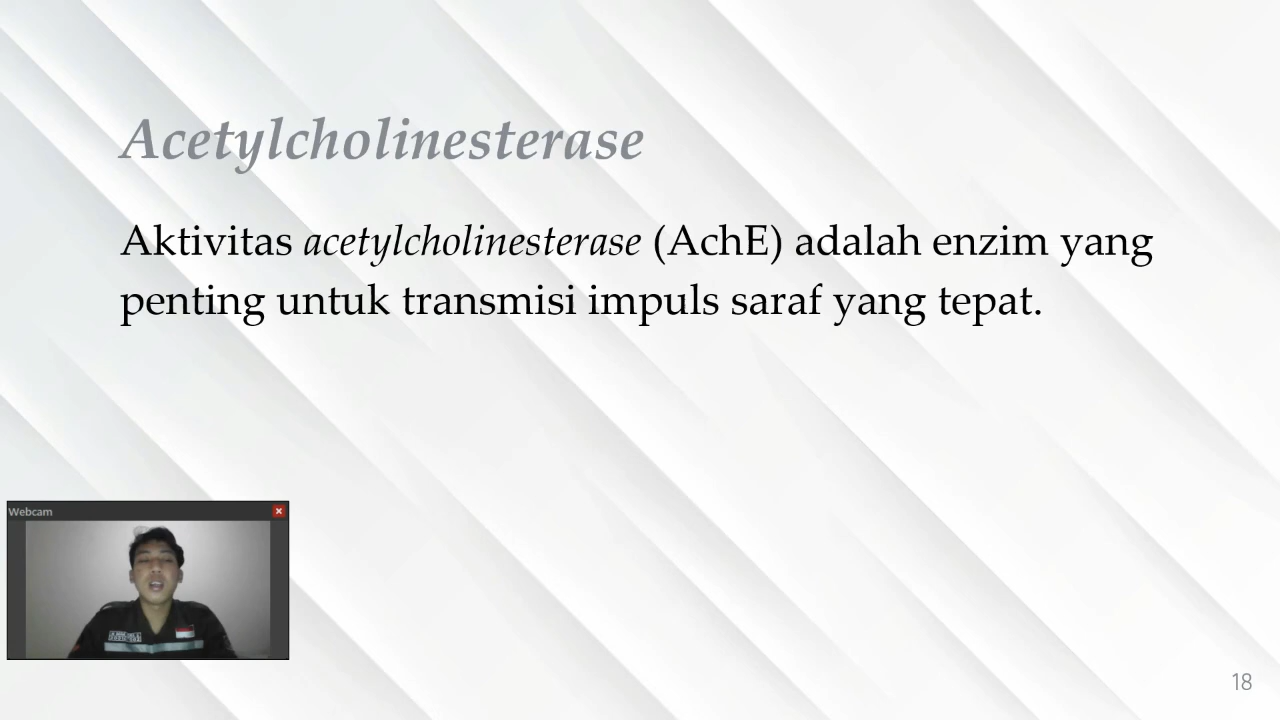 Acetylcholinesterase
Aktivitas acetylcholinesterase (AchE) adalah enzim yang
penting untuk transmisi impuls saraf yang tepat.
Webcam
18